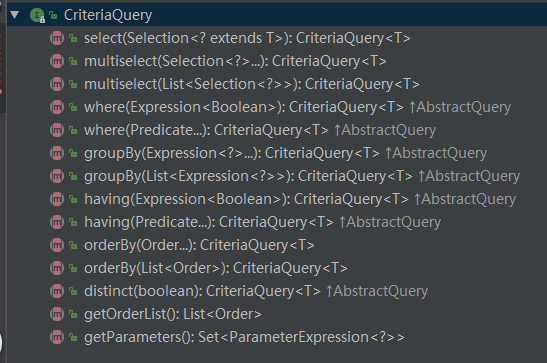 CriteriaQuery
select(Selection<? extends T>): CriteriaQuery<T>
multiselect(Selection<?>...): CriteriaQuery<T>
multiselect(List<Selection<?>>): CriteriaQuery<T>
where(Expression<Boolean>): CriteriaQuery<T> ↑AbstractQuery
where(Predicate...): CriteriaQuery<T> ↑AbstractQuery
groupBy(Expression<?>...): CriteriaQuery<T> ↑AbstractQuery
groupBy(List<Expression<?>>): CriteriaQuery<T> ↑AbstractQuery
having(Expression<Boolean>): CriteriaQuery<T> ↑AbstractQuery
having(Predicate...): CriteriaQuery<T> ↑AbstractQuery
orderBy(Order...): CriteriaQuery<T>
orderBy(List<Order>): CriteriaQuery<T>
distinct(boolean): CriteriaQuery<T> ↑AbstractQuery
getOrderList(): List<Order>
getParameters(): Set<ParameterExpression<?>>